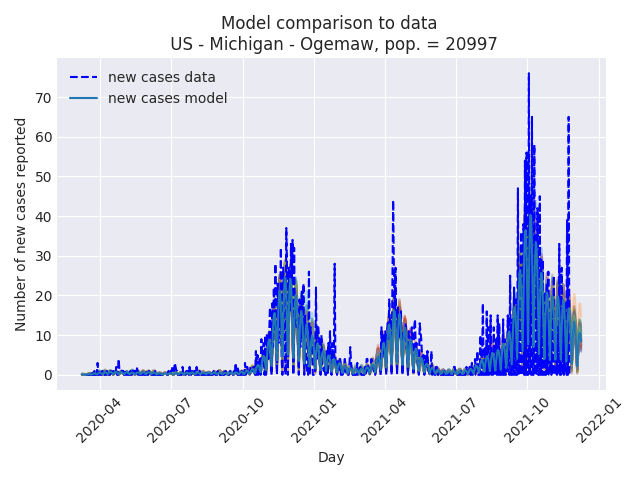 Model comparison to data
US - Michigan - Ogemaw, pop. = 20997
new cases data
new cases model
Number of new cases reported
70
60
50
40
30
20
10
0
2020-04
2020-07
2020-10
2021-01
2021-04
2021-07
2021-10
2022-01
Day